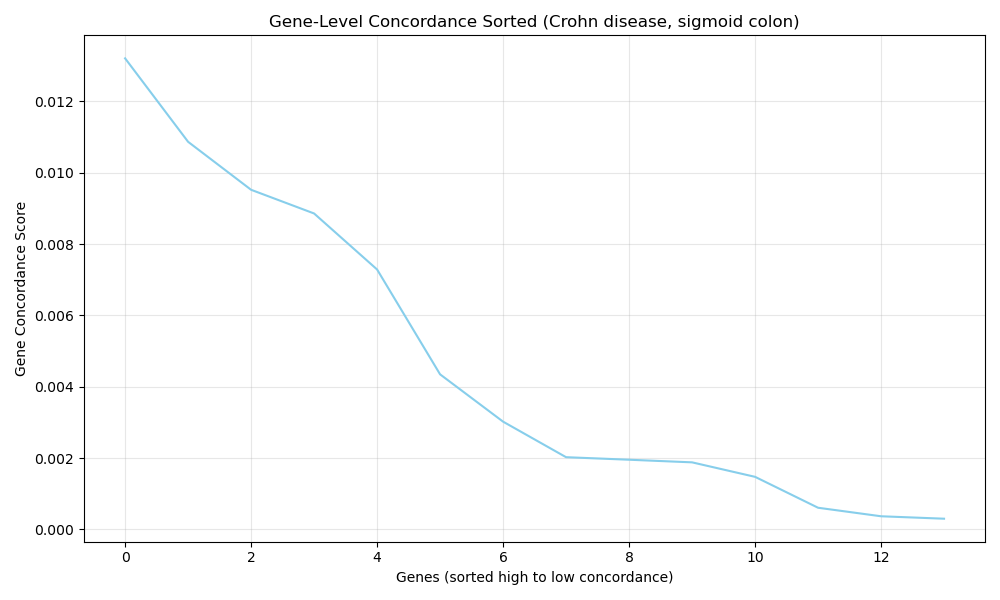 Gene-Level Concordance Sorted (Crohn disease, sigmoid colon)
Gene Concordance Score
0.012
0.010
0.008
0.006
0.004
0.002
0.000
0 2 4 6 8 10 12
Genes (sorted high to low concordance)